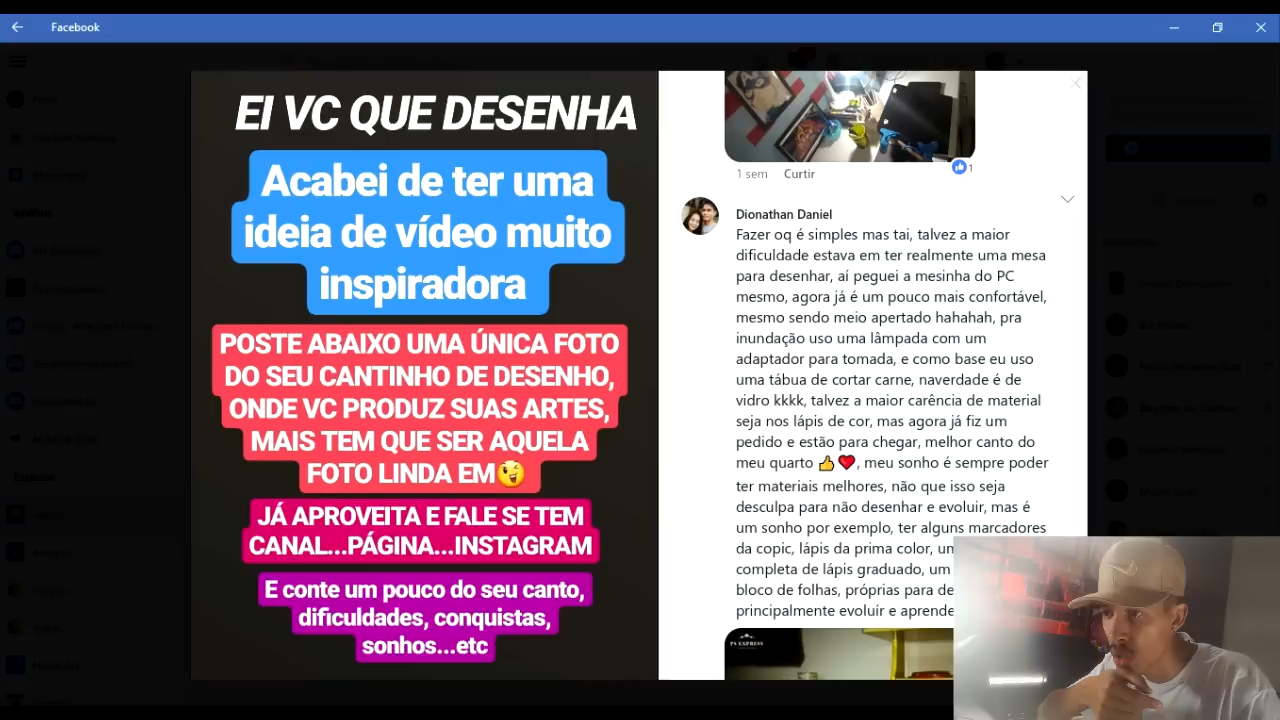 Facebook
EI VC QUE DESENHA
Acabei de ter uma
ideia de vídeo muito
inspiradora
POSTE ABAIXO UMA ÚNICA FOTO
DO SEU CANTINHO DE DESENHO,
ONDE VC PRODUZ SUAS ARTES,
MAIS TEM QUE SER AQUELA
FOTO LINDA EM😉
JÁ APROVEITA E FALE SE TEM
CANAL...PÁGINA...INSTAGRAM
E conte um pouco do seu canto,
dificuldades, conquistas,
sonhos...etc
1 sem Curtir
1
Dionathan Daniel
Fazer oq é simples mas tai, talvez a maior
dificuldade estava em ter realmente uma mesa
para desenhar, aí peguei a mesinha do PC
mesmo, agora já é um pouco mais confortável,
mesmo sendo meio apertado hahahah, pra
inundação uso uma lâmpada com um
adaptador para tomada, e como base eu uso
uma tábua de cortar carne, naverdade é de
vidro kkkk, talvez a maior carência de material
seja nos lápis de cor, mas agora já fiz um
pedido e estão para chegar, melhor canto do
meu quarto 👍❤️, meu sonho é sempre poder
ter materiais melhores, não que isso seja
desculpa para não desenhar e evoluir, mas é
um sonho por exemplo, ter alguns marcadores
da copic, lápis da prima color,
completa de lápis graduado, um
bloco de folhas, próprias para
principalmente evoluír e
PS EXPRESS